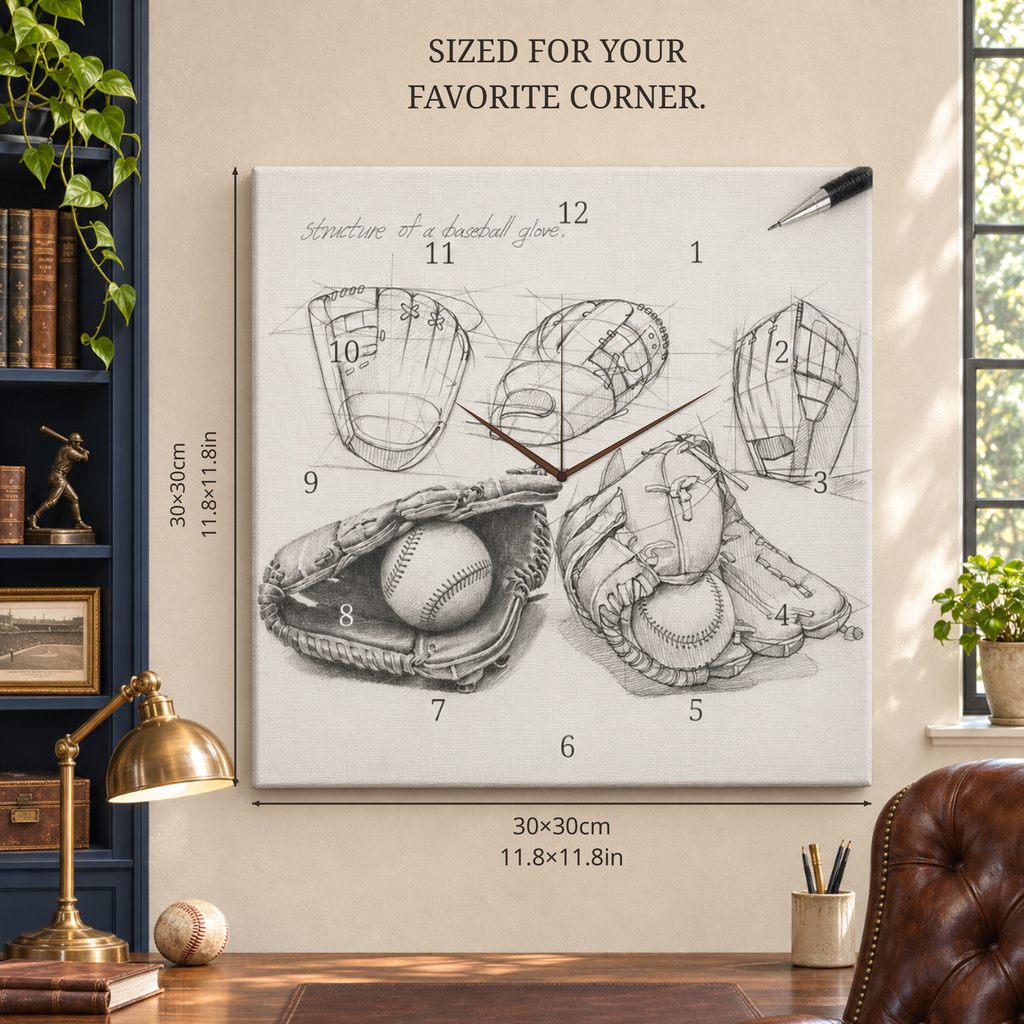 SIZED FOR YOUR
FAVORITE CORNER.
Structure of a baseball glove.
12
11
1
10
2
9
3
8
4
7
5
6
30×30cm
11.8×11.8in
30×30cm
11.8×11.8in